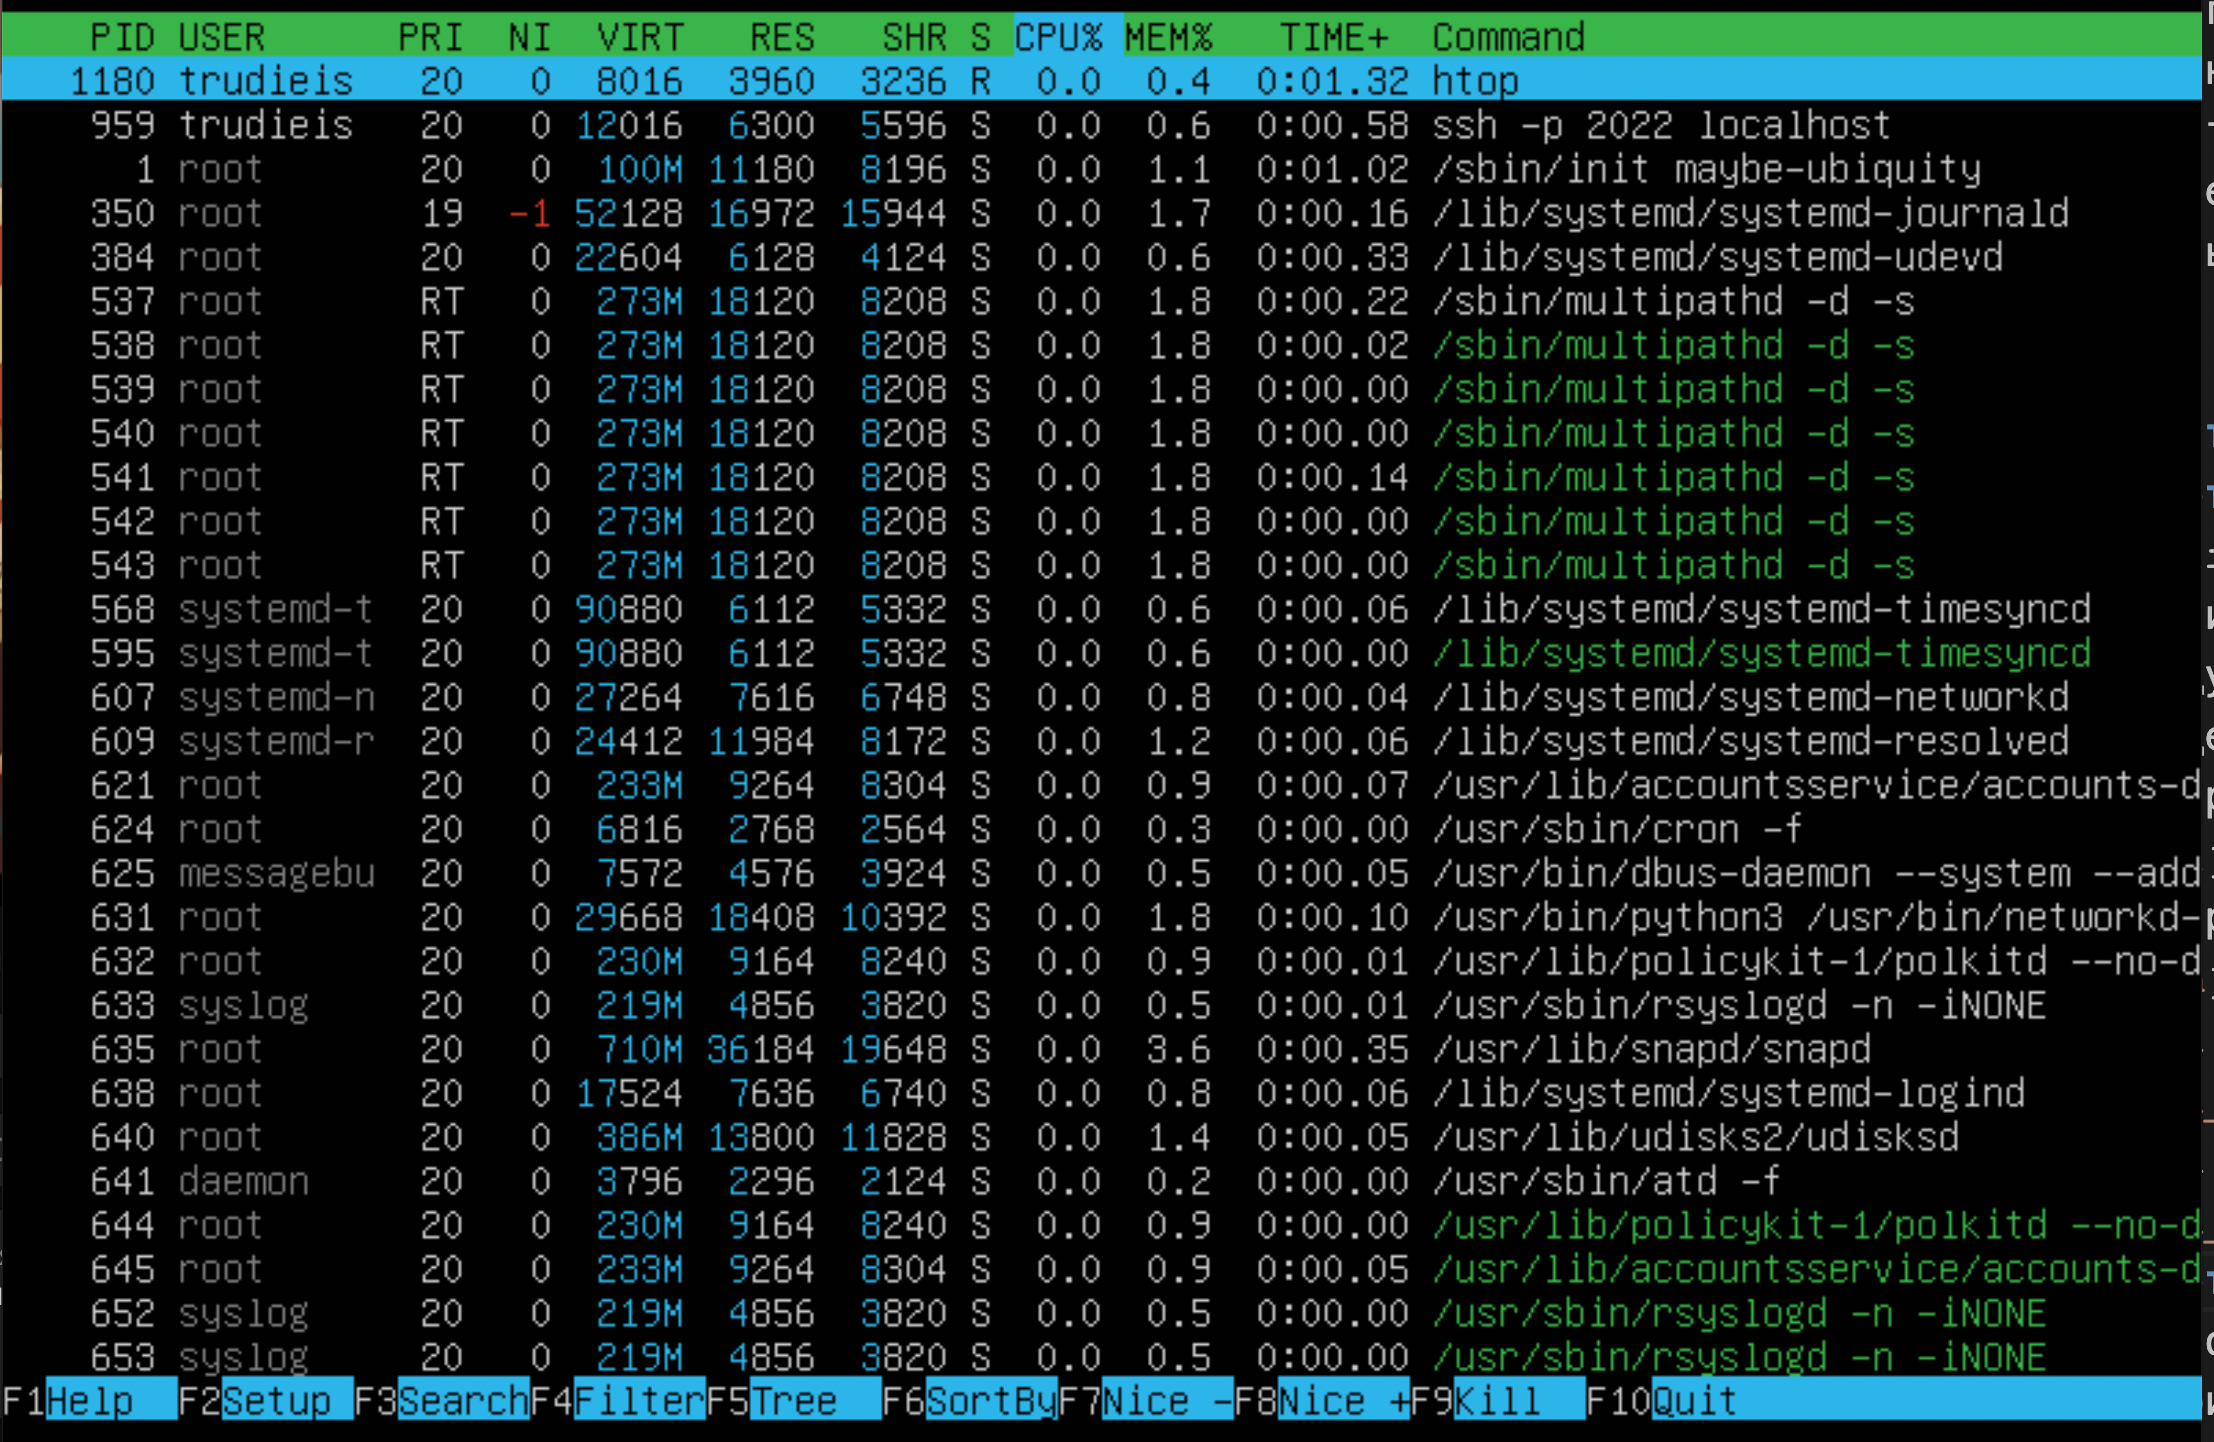 PID USER PRI NI VIRT RES SHR S CPU% MEM% TIME+ Command
1180 trudieis 20 0 8016 3960 3236 R 0.0 0.4 0:01.32 htop
959 trudieis 20 0 12016 6300 5596 S 0.0 0.6 0:00.58 ssh -p 2022 localhost
1 root 20 0 100M 11180 8196 S 0.0 1.1 0:01.02 /sbin/init maybe-ubiquity
350 root 19 -1 52128 16972 15944 S 0.0 1.7 0:00.16 /lib/systemd/systemd-journald
384 root 20 0 22604 6128 4124 S 0.0 0.6 0:00.33 /lib/systemd/systemd-udevd
537 root RT 0 273M 18120 8208 S 0.0 1.8 0:00.22 /sbin/multipathd -d -s
538 root RT 0 273M 18120 8208 S 0.0 1.8 0:00.02 /sbin/multipathd -d -s
539 root RT 0 273M 18120 8208 S 0.0 1.8 0:00.00 /sbin/multipathd -d -s
540 root RT 0 273M 18120 8208 S 0.0 1.8 0:00.00 /sbin/multipathd -d -s
541 root RT 0 273M 18120 8208 S 0.0 1.8 0:00.14 /sbin/multipathd -d -s
542 root RT 0 273M 18120 8208 S 0.0 1.8 0:00.00 /sbin/multipathd -d -s
543 root RT 0 273M 18120 8208 S 0.0 1.8 0:00.00 /sbin/multipathd -d -s
568 systemd-t 20 0 90880 6112 5332 S 0.0 0.6 0:00.06 /lib/systemd/systemd-timesyncd
595 systemd-t 20 0 90880 6112 5332 S 0.0 0.6 0:00.00 /lib/systemd/systemd-timesyncd
607 systemd-n 20 0 27264 7616 6748 S 0.0 0.8 0:00.04 /lib/systemd/systemd-networkd
609 systemd-r 20 0 24412 11984 8172 S 0.0 1.2 0:00.06 /lib/systemd/systemd-resolved
621 root 20 0 233M 9264 8304 S 0.0 0.9 0:00.07 /usr/lib/accountsservice/accounts-d
624 root 20 0 6816 2768 2564 S 0.0 0.3 0:00.00 /usr/sbin/cron -f
625 messagebu 20 0 7572 4576 3924 S 0.0 0.5 0:00.05 /usr/bin/dbus-daemon --system --add
631 root 20 0 29668 18408 10392 S 0.0 1.8 0:00.10 /usr/bin/python3 /usr/bin/networkd-
632 root 20 0 230M 9164 8240 S 0.0 0.9 0:00.01 /usr/lib/policykit-1/polkitd --no-d
633 syslog 20 0 219M 4856 3820 S 0.0 0.5 0:00.01 /usr/sbin/rsyslogd -n -iNONE
635 root 20 0 710M 36184 19648 S 0.0 3.6 0:00.35 /usr/lib/snapd/snapd
638 root 20 0 17524 7636 6740 S 0.0 0.8 0:00.06 /lib/systemd/systemd-logind
640 root 20 0 386M 13800 11828 S 0.0 1.4 0:00.05 /usr/lib/udisks2/udisksd
641 daemon 20 0 3796 2296 2124 S 0.0 0.2 0:00.00 /usr/sbin/atd -f
644 root 20 0 230M 9164 8240 S 0.0 0.9 0:00.00 /usr/lib/policykit-1/polkitd --no-d
645 root 20 0 233M 9264 8304 S 0.0 0.9 0:00.05 /usr/lib/accountsservice/accounts-d
652 syslog 20 0 219M 4856 3820 S 0.0 0.5 0:00.00 /usr/sbin/rsyslogd -n -iNONE
653 syslog 20 0 219M 4856 3820 S 0.0 0.5 0:00.00 /usr/sbin/rsyslogd -n -iNONE
F1Help F2Setup F3SearchF4FilterF5Tree F6SortByF7Nice -F8Nice +F9Kill F10Quit